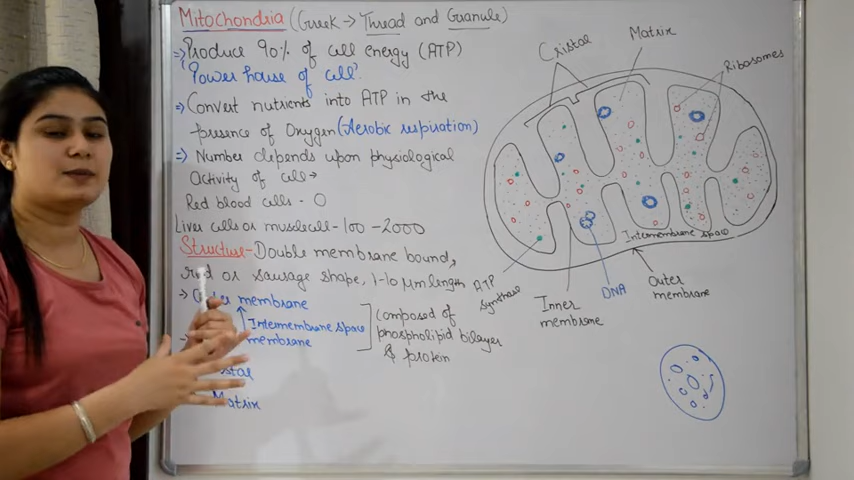 Mitochondria (Greek → Thread and Granule)
⇒ Produce 90% of cell energy (ATP)
'Power house of cell'
⇒ Convert nutrients into ATP in the
presence of Oxygen (Aerobic respiration)
⇒ Number depends upon physiological
Activity of cell →
Red blood cells - 0
Liver cells or muscle cell - 100 - 2000
Structure - Double membrane bound,
rod or sausage shape, 1-10 µm length
→ Outer membrane
Intermembrane space
membrane
Matrix
Composed of
phospholipid bilayer
& protein
Cristal
Matrix
Ribosomes
Intermembrane space
ATP
synthase
Inner
membrane
DNA
Outer
membrane